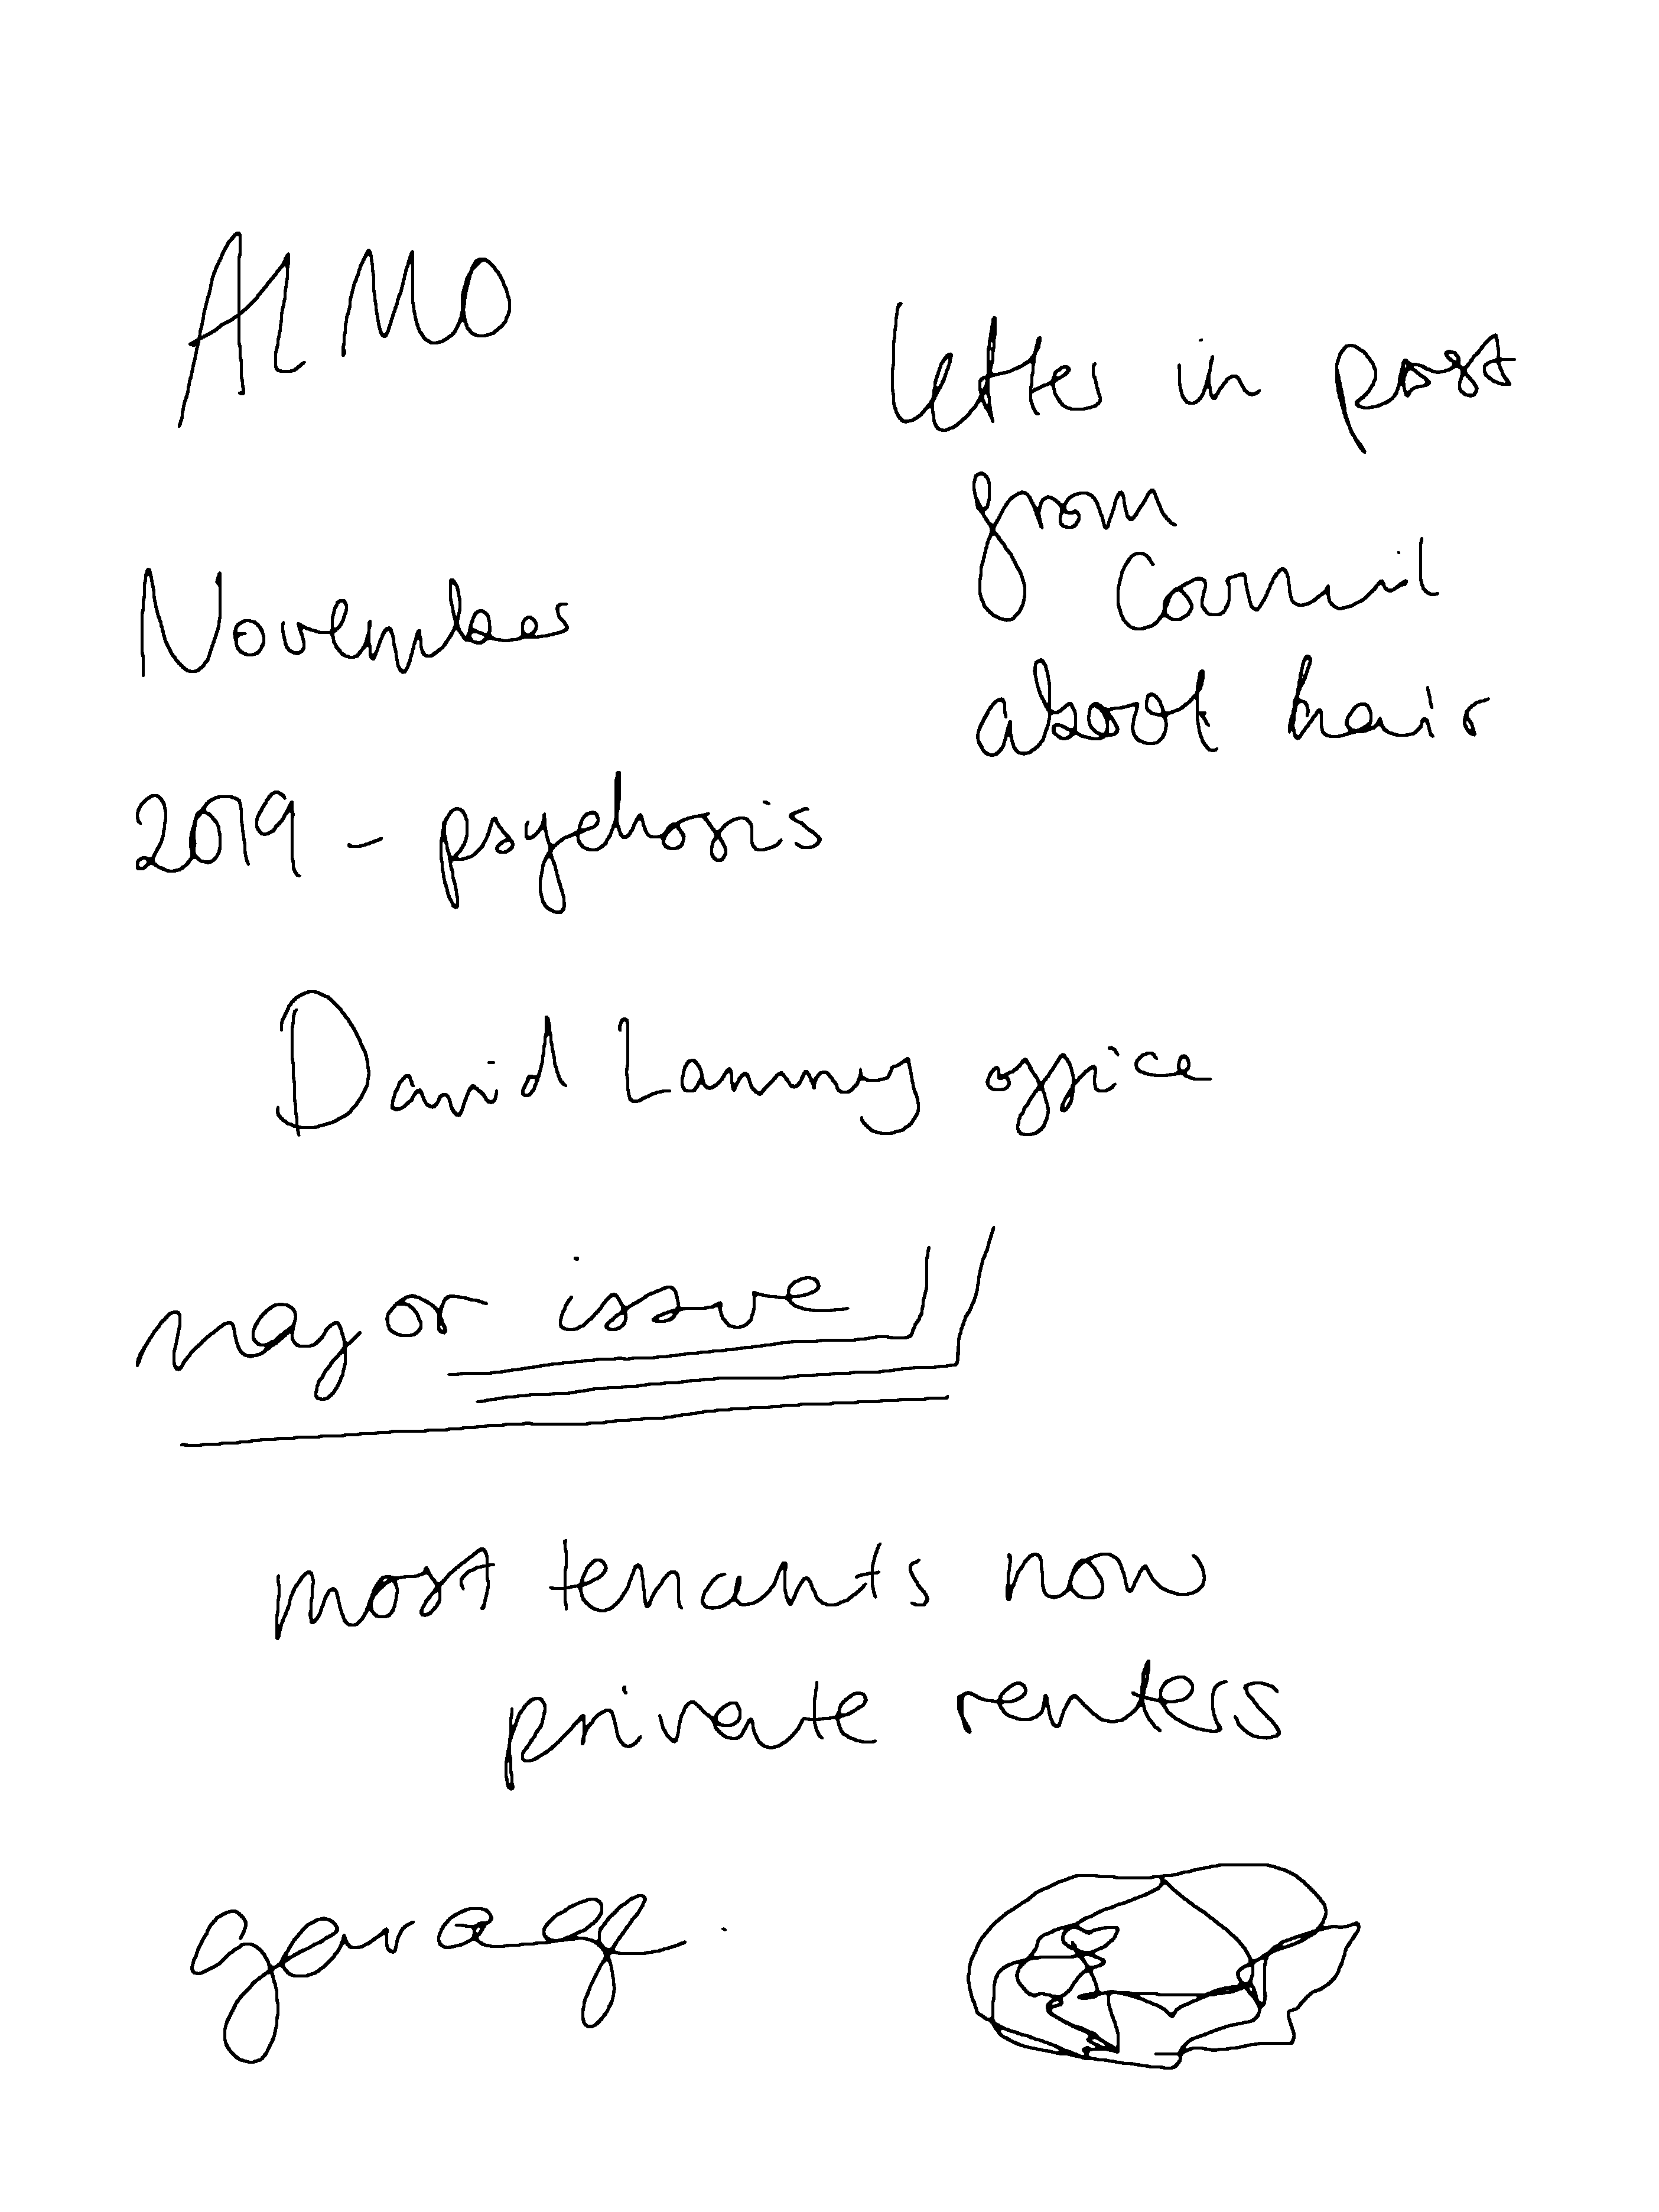 ALMO
letter in post
from
Council
about hair
November
2019 - psychosis
David Lammy office
major issue
most tenants now
private renters
garage.